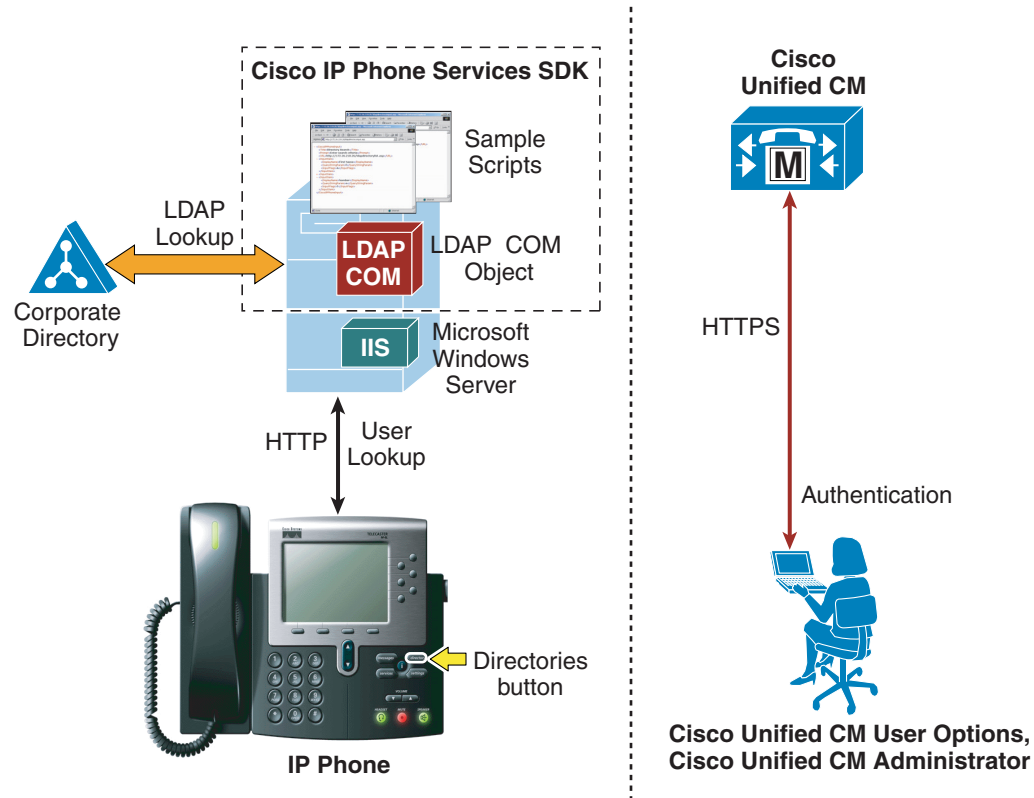 Cisco IP Phone Services SDK
Sample
Scripts
LDAP
Lookup
LDAP
COM
LDAP COM
Object
Corporate
Directory
IIS
Microsoft
Windows
Server
HTTP
User
Lookup
Directories
button
IP Phone
Cisco
Unified CM
M
HTTPS
Authentication
Cisco Unified CM User Options,
Cisco Unified CM Administrator